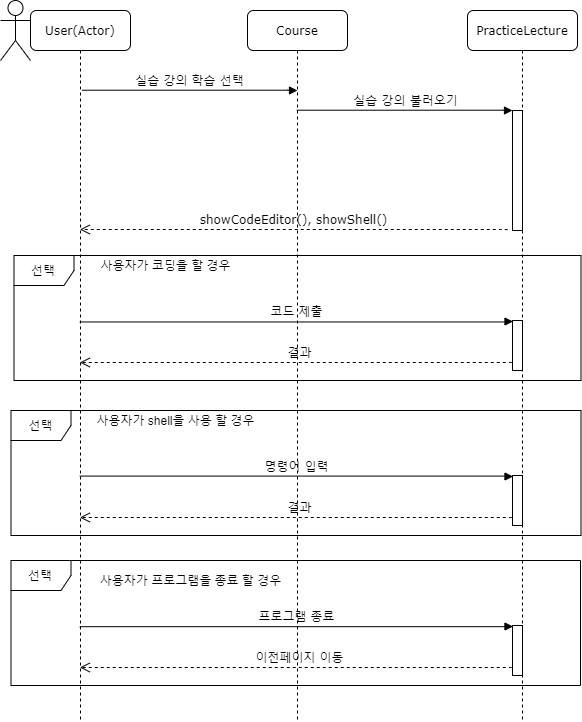 User(Actor)
Course
PracticeLecture
실습 강의 학습 선택
실습 강의 불러오기
showCodeEditor(), showShell()
선택
사용자가 코딩을 할 경우
코드 제출
결과
선택
사용자가 shell을 사용 할 경우
명령어 입력
결과
선택
사용자가 프로그램을 종료 할 경우
프로그램 종료
이전페이지 이동